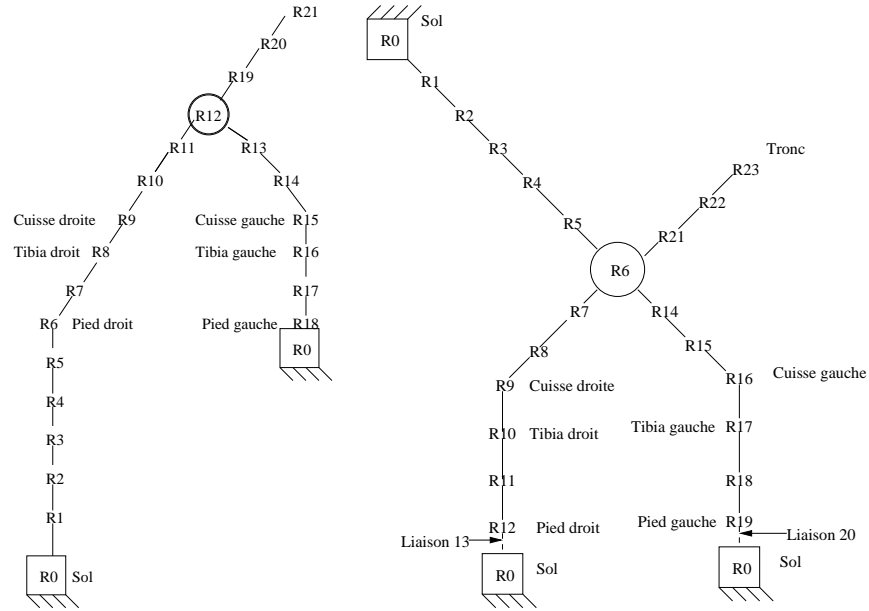 R21
R20
R19
R12
R11
R13
R10
R14
Cuisse droite
R9
Cuisse gauche
R15
Tibia droit
R8
Tibia gauche
R16
R7
R17
R6
Pied droit
Pied gauche
R18
R0
R5
R4
R3
R2
R1
R0
Sol
Sol
R0
R1
R2
R3
R4
R5
Tronc
R23
R22
R21
R6
R7
R14
R8
R15
R9
Cuisse droite
R16
Cuisse gauche
R10
Tibia droit
Tibia gauche
R17
R11
R18
R12
Pied droit
Pied gauche
R19
Liaison 13
Liaison 20
R0
Sol
R0
Sol